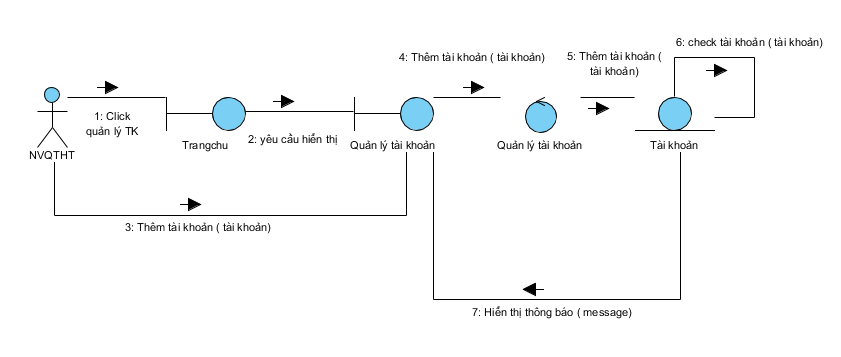 6: check tài khoản ( tài khoản)
4: Thêm tài khoản ( tài khoản)
5: Thêm tài khoản (
tài khoản)
1: Click
quản lý TK
2: yêu cầu hiển thị
Trangchu
Quản lý tài khoản
Quản lý tài khoản
Tài khoản
NVQTHT
3: Thêm tài khoản ( tài khoản)
7: Hiển thị thông báo ( message)